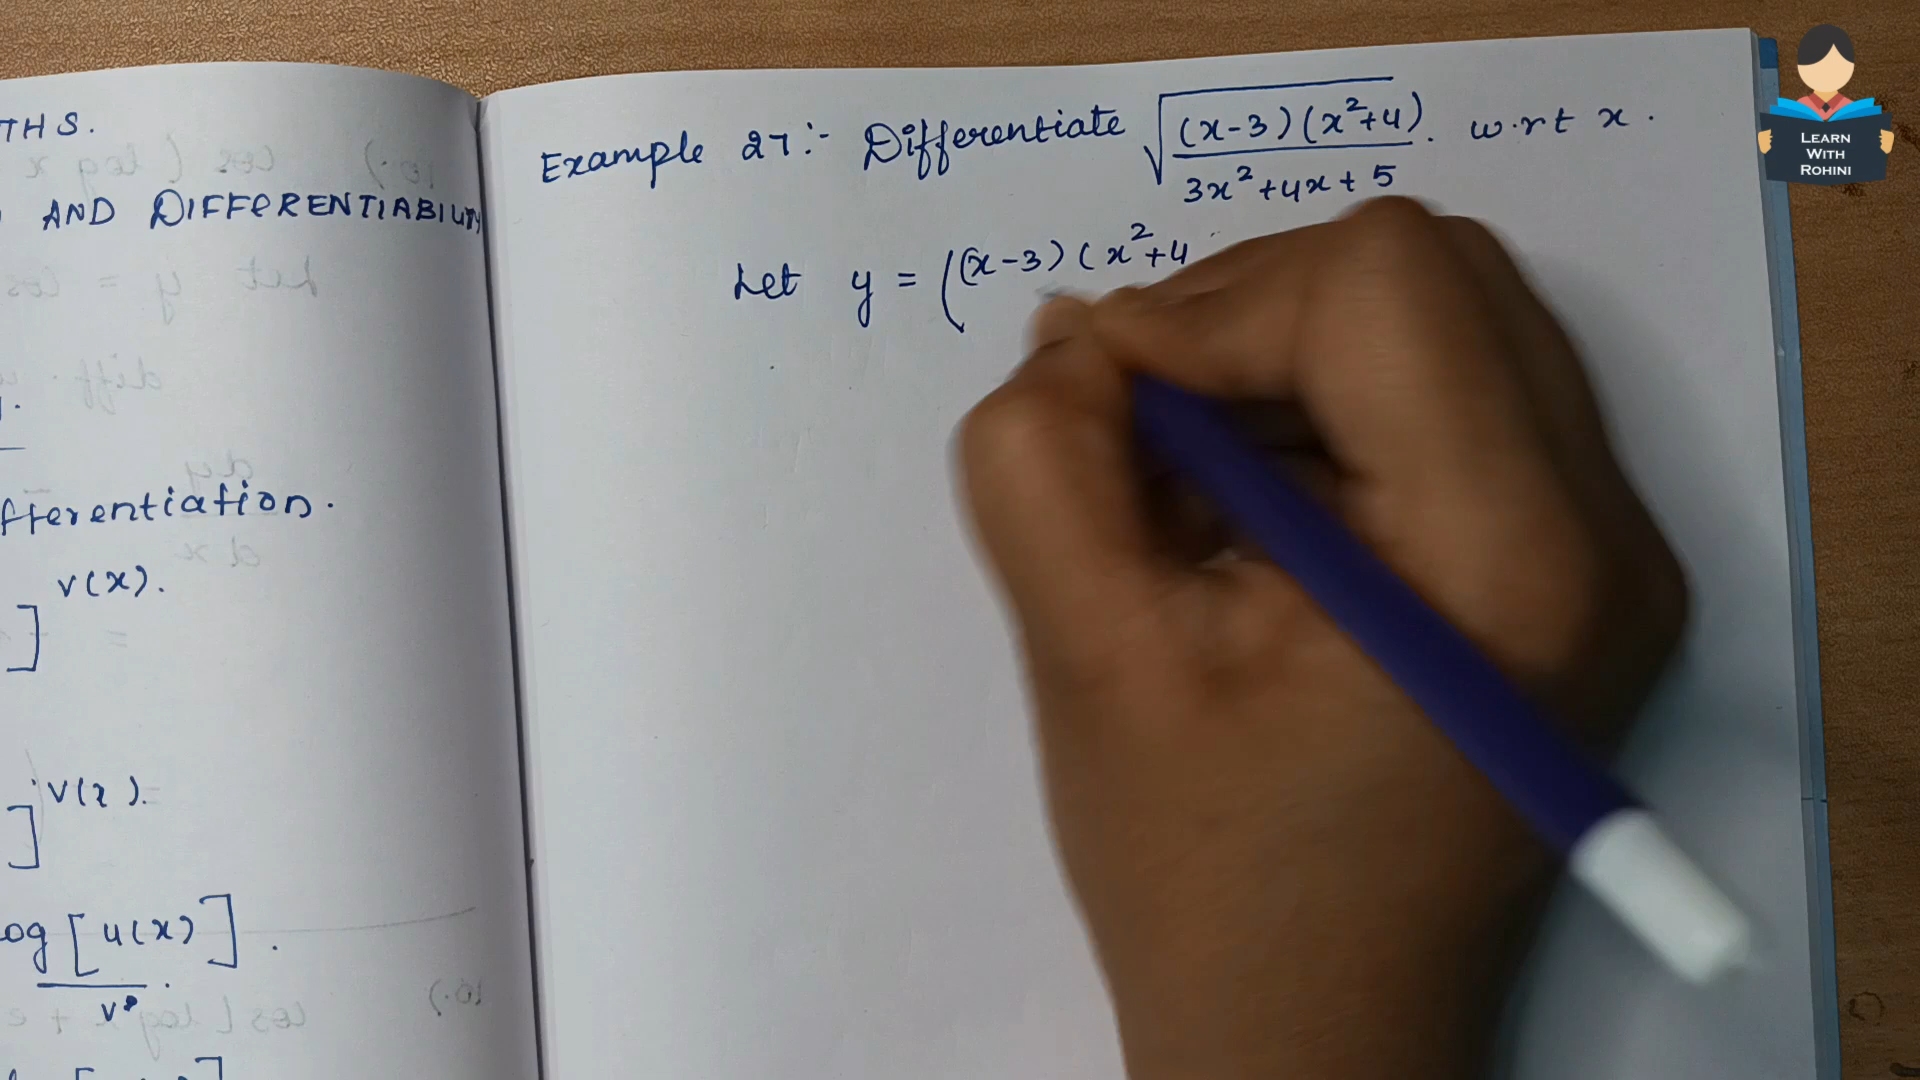 THS.
AND DIFFERENTIABILITY
fferentiation.
v(x).
]
]v(x).
og [u(x)].
v
Example 27:- Differentiate √(x-3)(x²+4). w.r.t x.
3x²+4x+5
Let y = ((x-3)(x²+4
LEARN
WITH
ROHINI